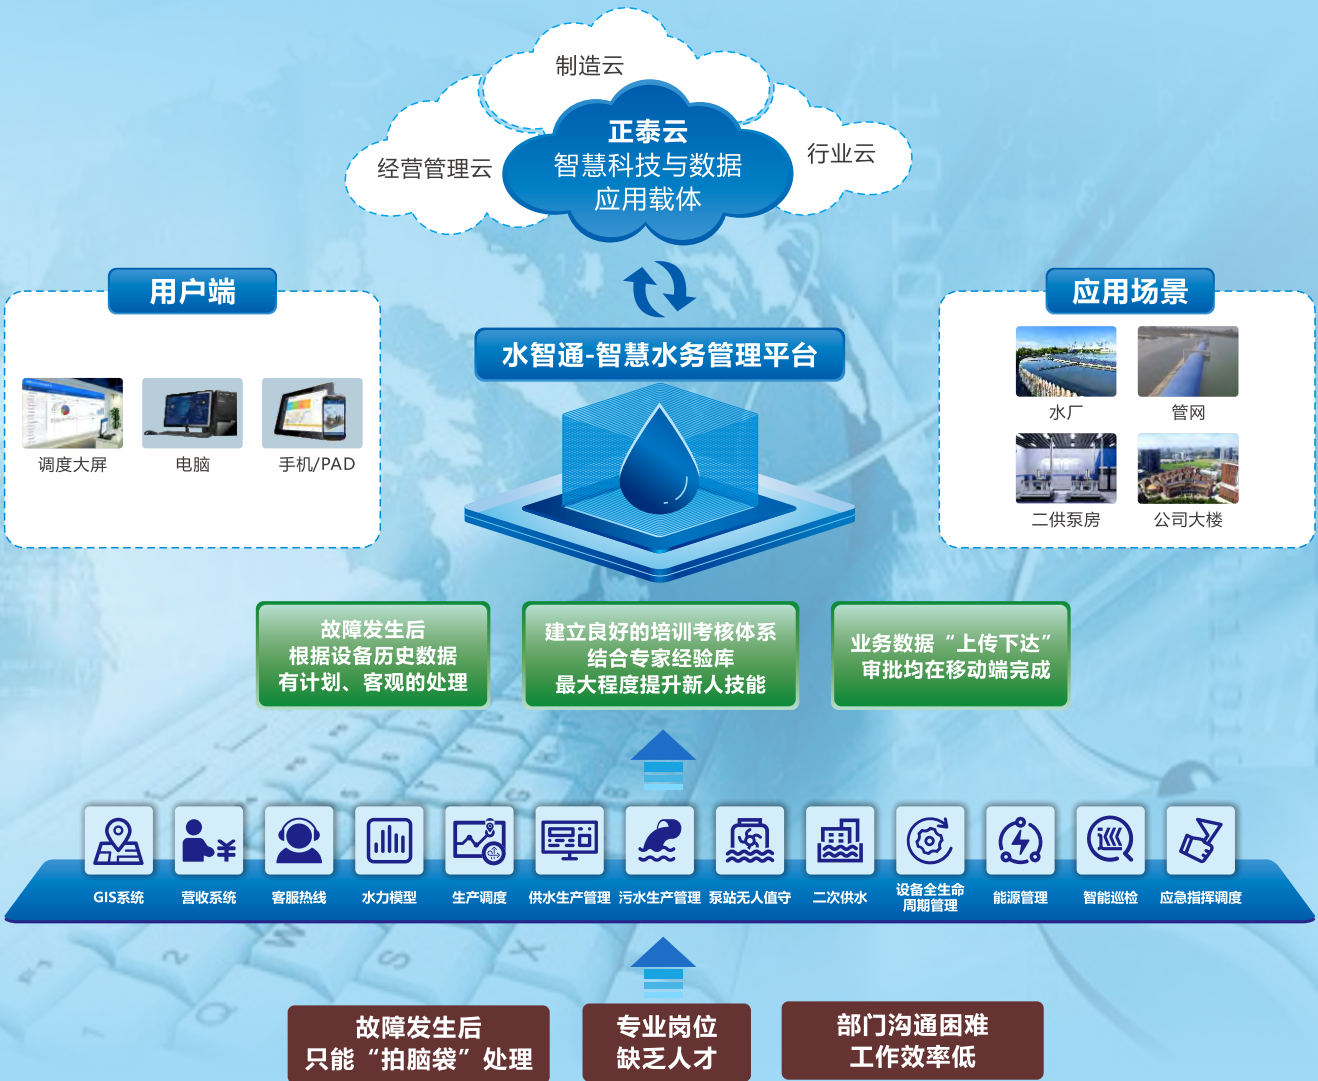 制造云
正泰云
智慧科技与数据
应用载体
经营管理云
行业云
用户端
调度大屏
电脑
手机/PAD
水智通-智慧水务管理平台
应用场景
水厂
管网
二供泵房
公司大楼
故障发生后
根据设备历史数据
有计划、客观的处理
建立良好的培训考核体系
结合专家经验库
最大程度提升新人技能
业务数据“上传下达”
审批均在移动端完成
GIS系统
营收系统
客服热线
水力模型
生产调度
供水生产管理
污水生产管理
泵站无人值守
二次供水
设备全生命
周期管理
能源管理
智能巡检
应急指挥调度
故障发生后
只能“拍脑袋”处理
专业岗位
缺乏人才
部门沟通困难
工作效率低